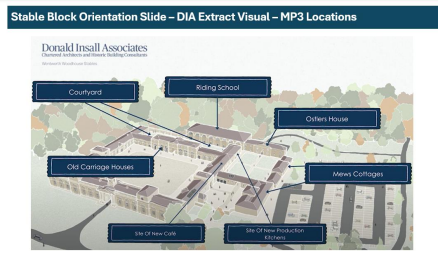 Stable Block Orientation Slide – DIA Extract Visual – MP3 Locations
Donald Insall Associates
Chartered Architects and Historic Building Consultants
Wentworth Woodhouse Stables
Courtyard
Riding School
Ostlers House
Old Carriage Houses
Mews Cottages
Site Of New Café
Site Of New Production
Kitchens